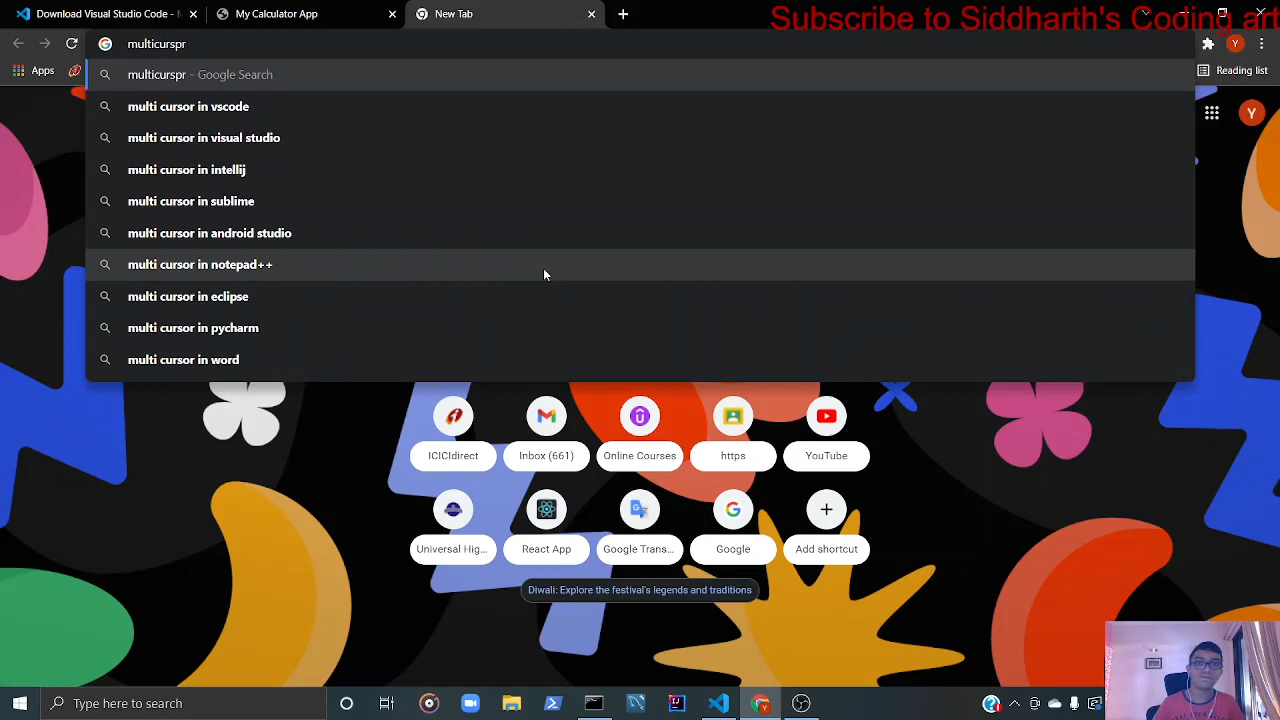 Download Visual Studio Code - M
My Calculator App
New Tab
Subscribe to Siddharth's Coding art
multicurspr
Apps
Reading list
multicurspr - Google Search
multi cursor in vscode
multi cursor in visual studio
multi cursor in intellij
multi cursor in sublime
multi cursor in android studio
multi cursor in notepad++
multi cursor in eclipse
multi cursor in pycharm
multi cursor in word
Y
Y
ICICIdirect
Inbox (661)
Online Courses
https
YouTube
Universal Hig...
React App
Google Trans...
Google
Add shortcut
Diwali: Explore the festival's legends and traditions
Type here to search